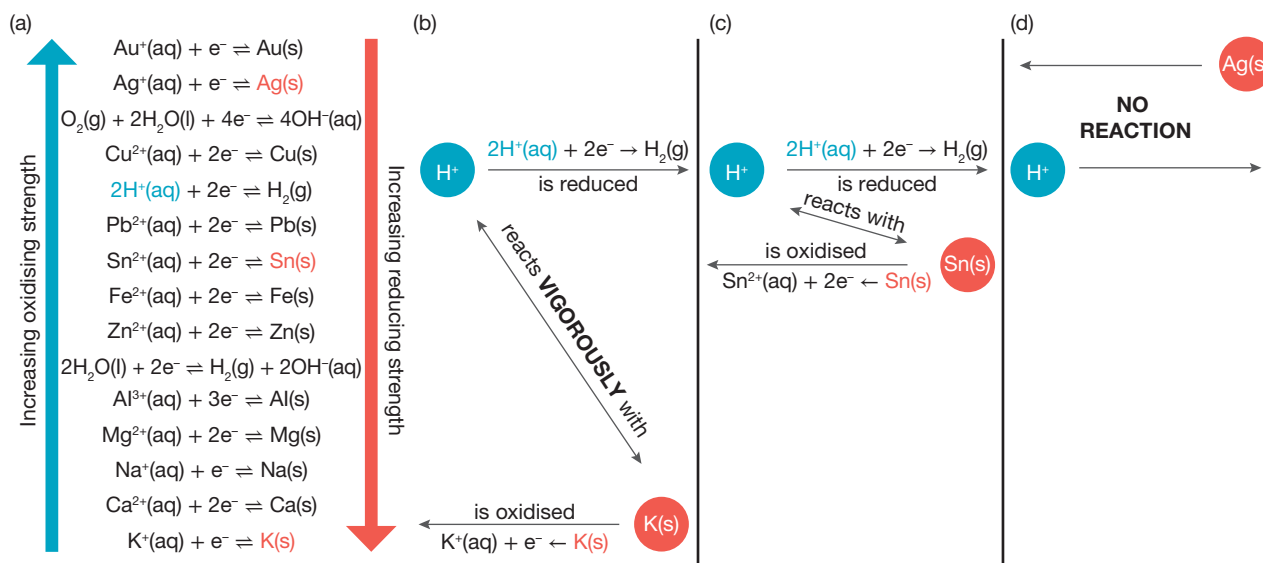 (a)
Increasing oxidising strength
Au⁺(aq) + e⁻ ⇌ Au(s)
Ag⁺(aq) + e⁻ ⇌ Ag(s)
O₂(g) + 2H₂O(l) + 4e⁻ ⇌ 4OH⁻(aq)
Cu²⁺(aq) + 2e⁻ ⇌ Cu(s)
2H⁺(aq) + 2e⁻ ⇌ H₂(g)
Pb²⁺(aq) + 2e⁻ ⇌ Pb(s)
Sn²⁺(aq) + 2e⁻ ⇌ Sn(s)
Fe²⁺(aq) + 2e⁻ ⇌ Fe(s)
Zn²⁺(aq) + 2e⁻ ⇌ Zn(s)
2H₂O(l) + 2e⁻ ⇌ H₂(g) + 2OH⁻(aq)
Al³⁺(aq) + 3e⁻ ⇌ Al(s)
Mg²⁺(aq) + 2e⁻ ⇌ Mg(s)
Na⁺(aq) + e⁻ ⇌ Na(s)
Ca²⁺(aq) + 2e⁻ ⇌ Ca(s)
K⁺(aq) + e⁻ ⇌ K(s)
Increasing reducing strength
(b)
H⁺
2H⁺(aq) + 2e⁻ → H₂(g)
is reduced
reacts VIGOROUSLY with
is oxidised
K⁺(aq) + e⁻ ← K(s)
K(s)
(c)
H⁺
2H⁺(aq) + 2e⁻ → H₂(g)
is reduced
reacts with
is oxidised
Sn²⁺(aq) + 2e⁻ ← Sn(s)
Sn(s)
(d)
Ag(s
NO
REACTION
H⁺